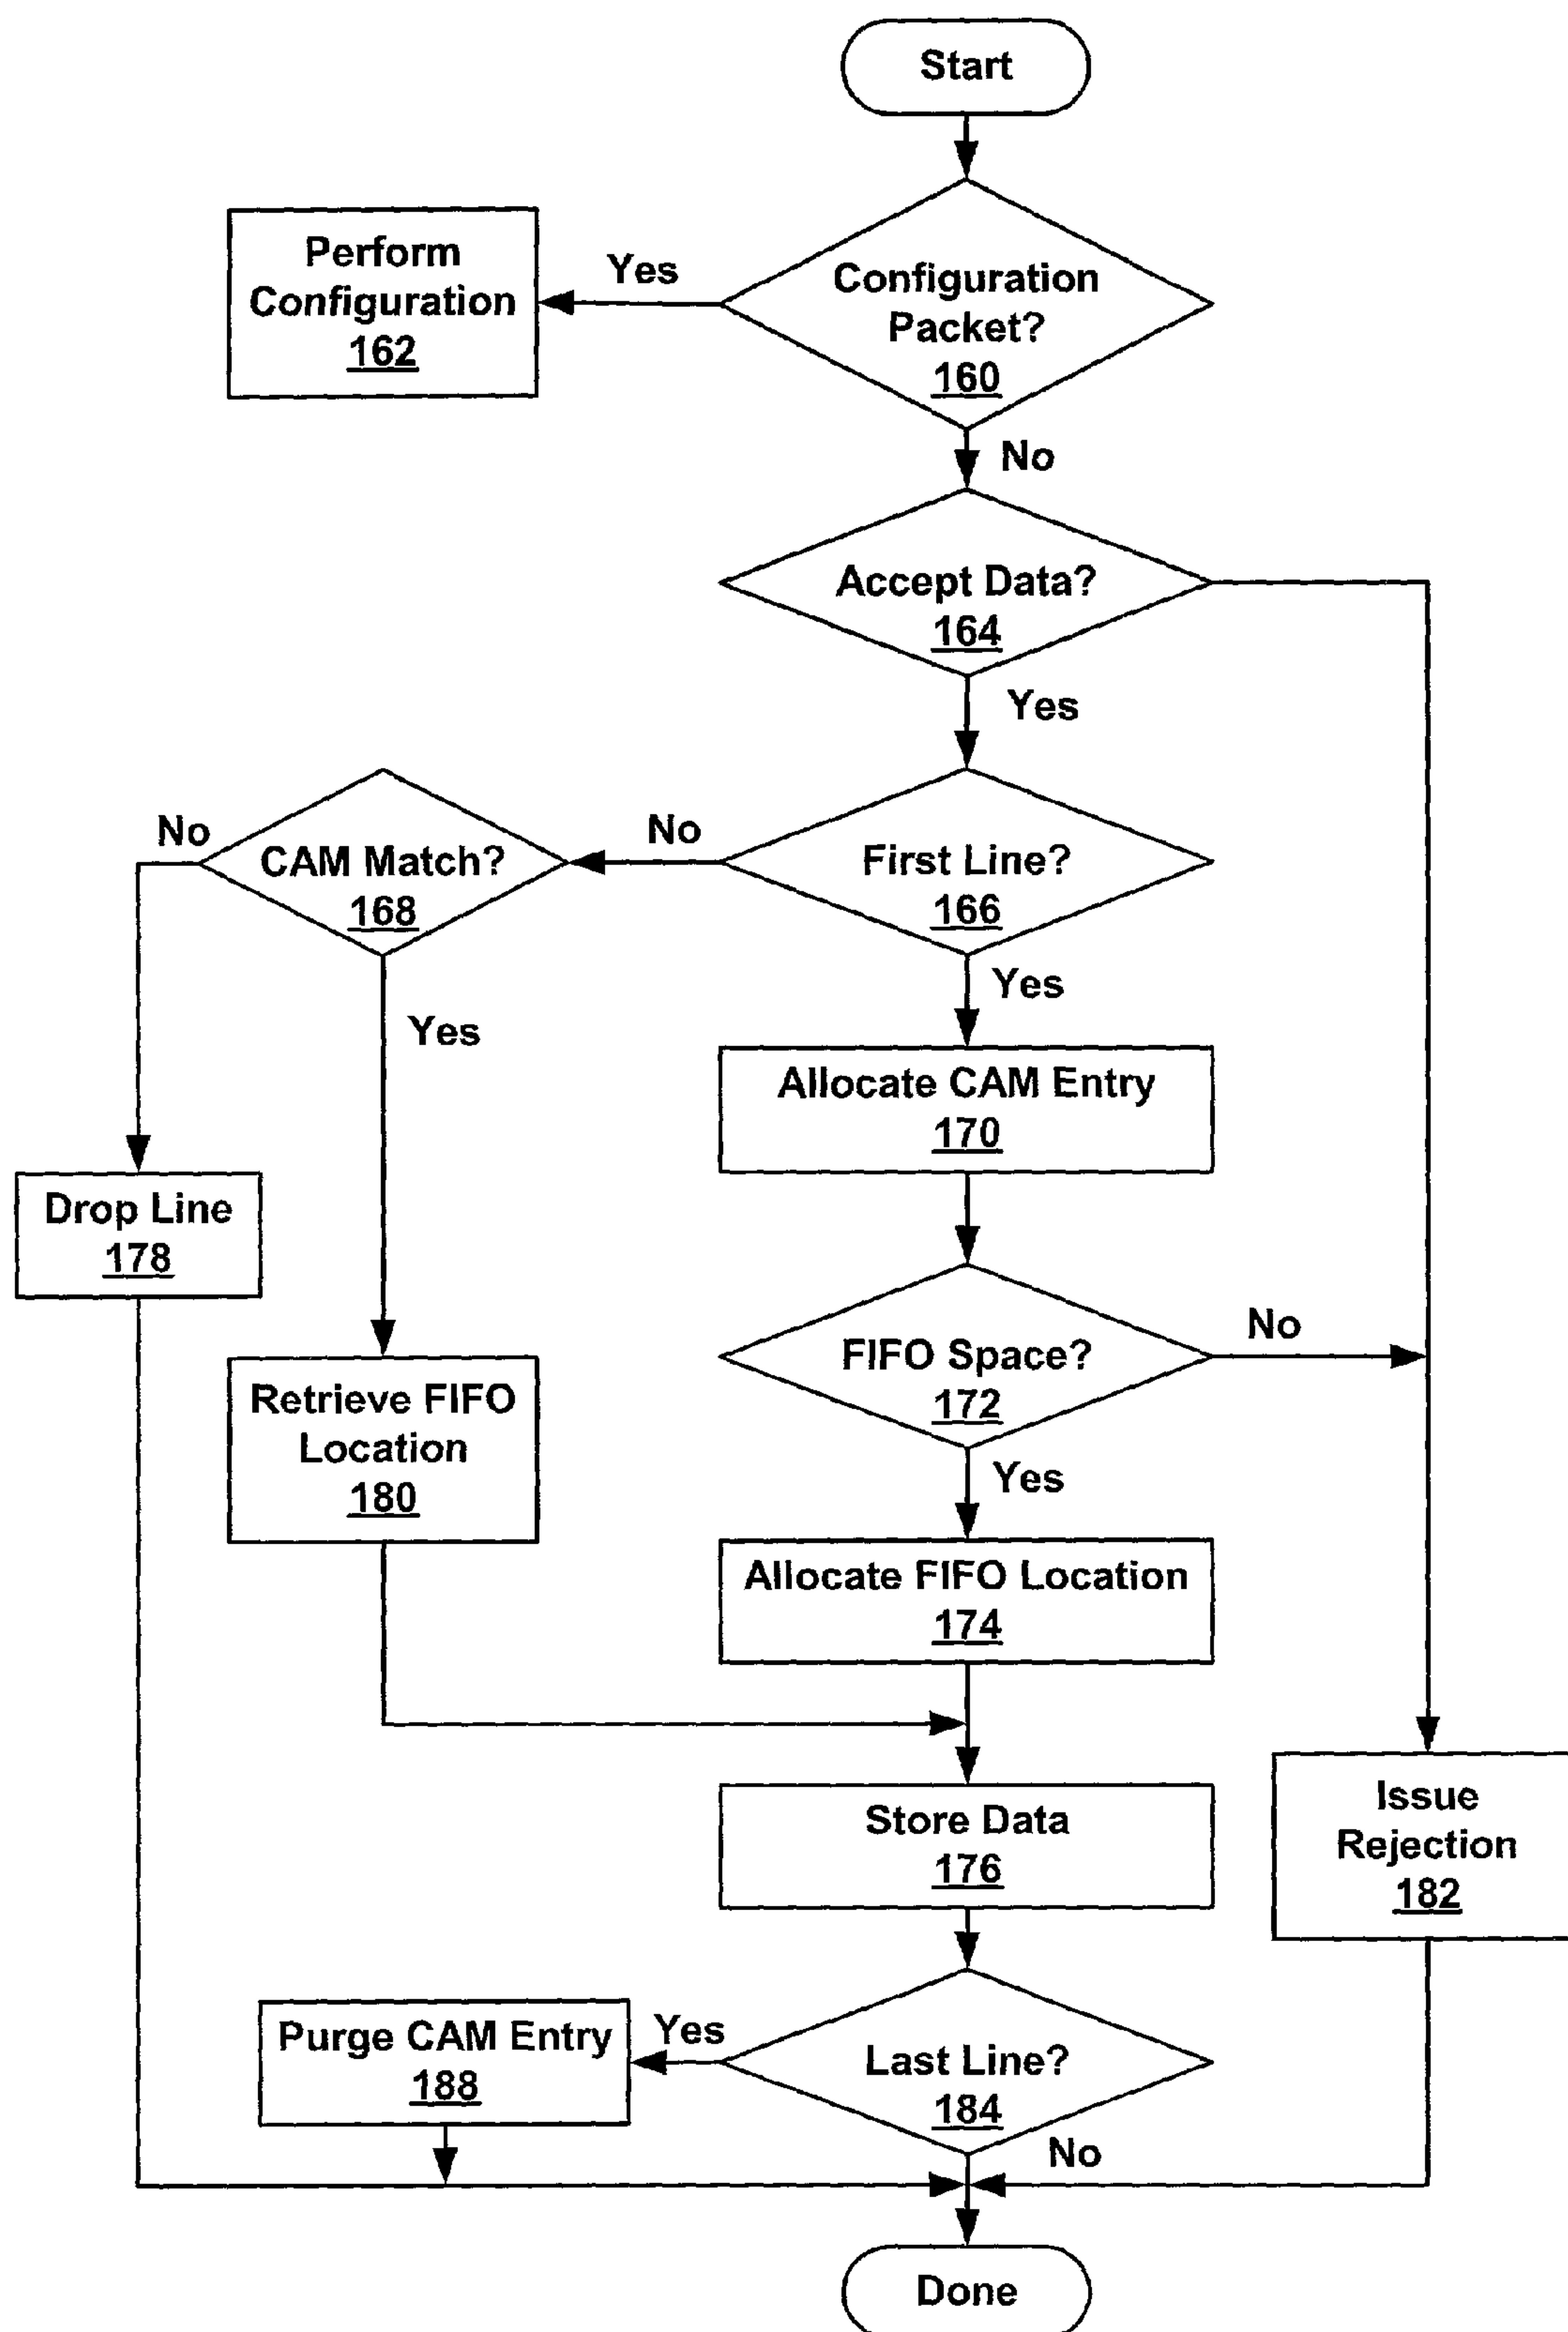 Start
Perform
Configuration
162
Yes
Configuration
Packet?
160
No
Accept Data?
164
Yes
No
CAM Match?
168
No
First Line?
166
Yes
Yes
Allocate CAM Entry
170
Drop Line
178
FIFO Space?
172
No
Retrieve FIFO
Location
180
Yes
Allocate FIFO Location
174
Store Data
176
Issue
Rejection
182
Purge CAM Entry
188
Yes
Last Line?
184
No
Done